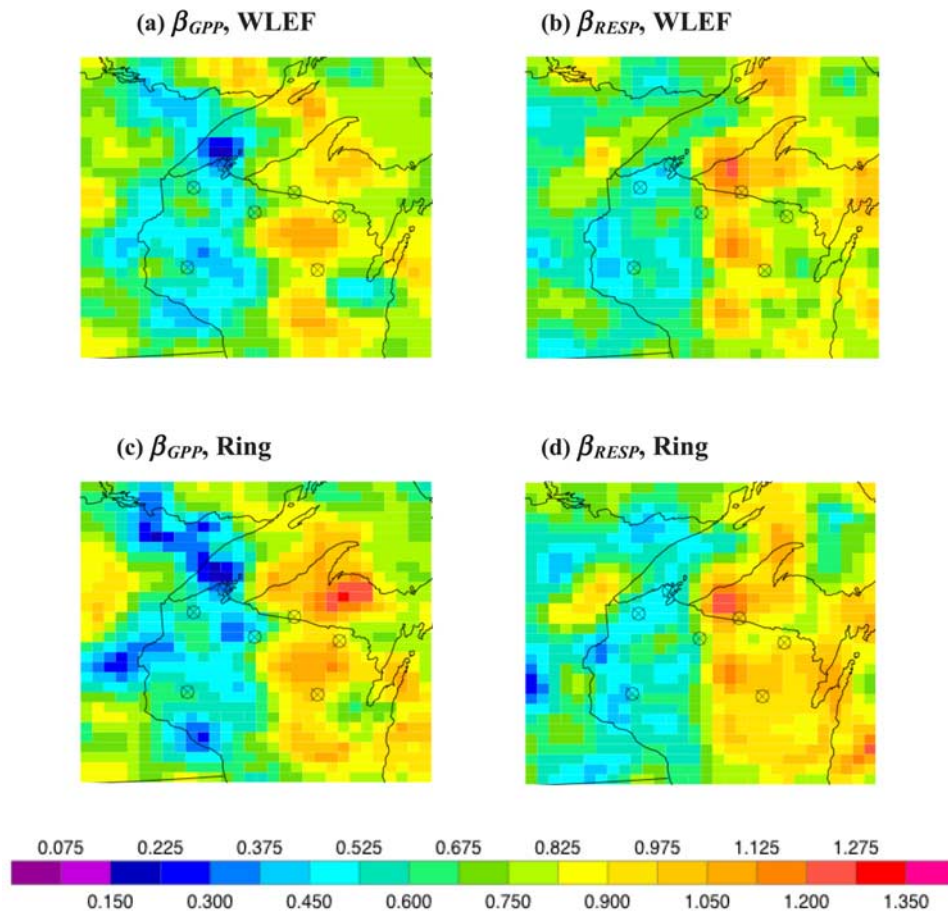 (a) βGPP, WLEF
(b) βRESP, WLEF
(c) βGPP, Ring
(d) βRESP, Ring
0.075 0.225 0.375 0.525 0.675 0.825 0.975 1.125 1.275
0.150 0.300 0.450 0.600 0.750 0.900 1.050 1.200 1.350